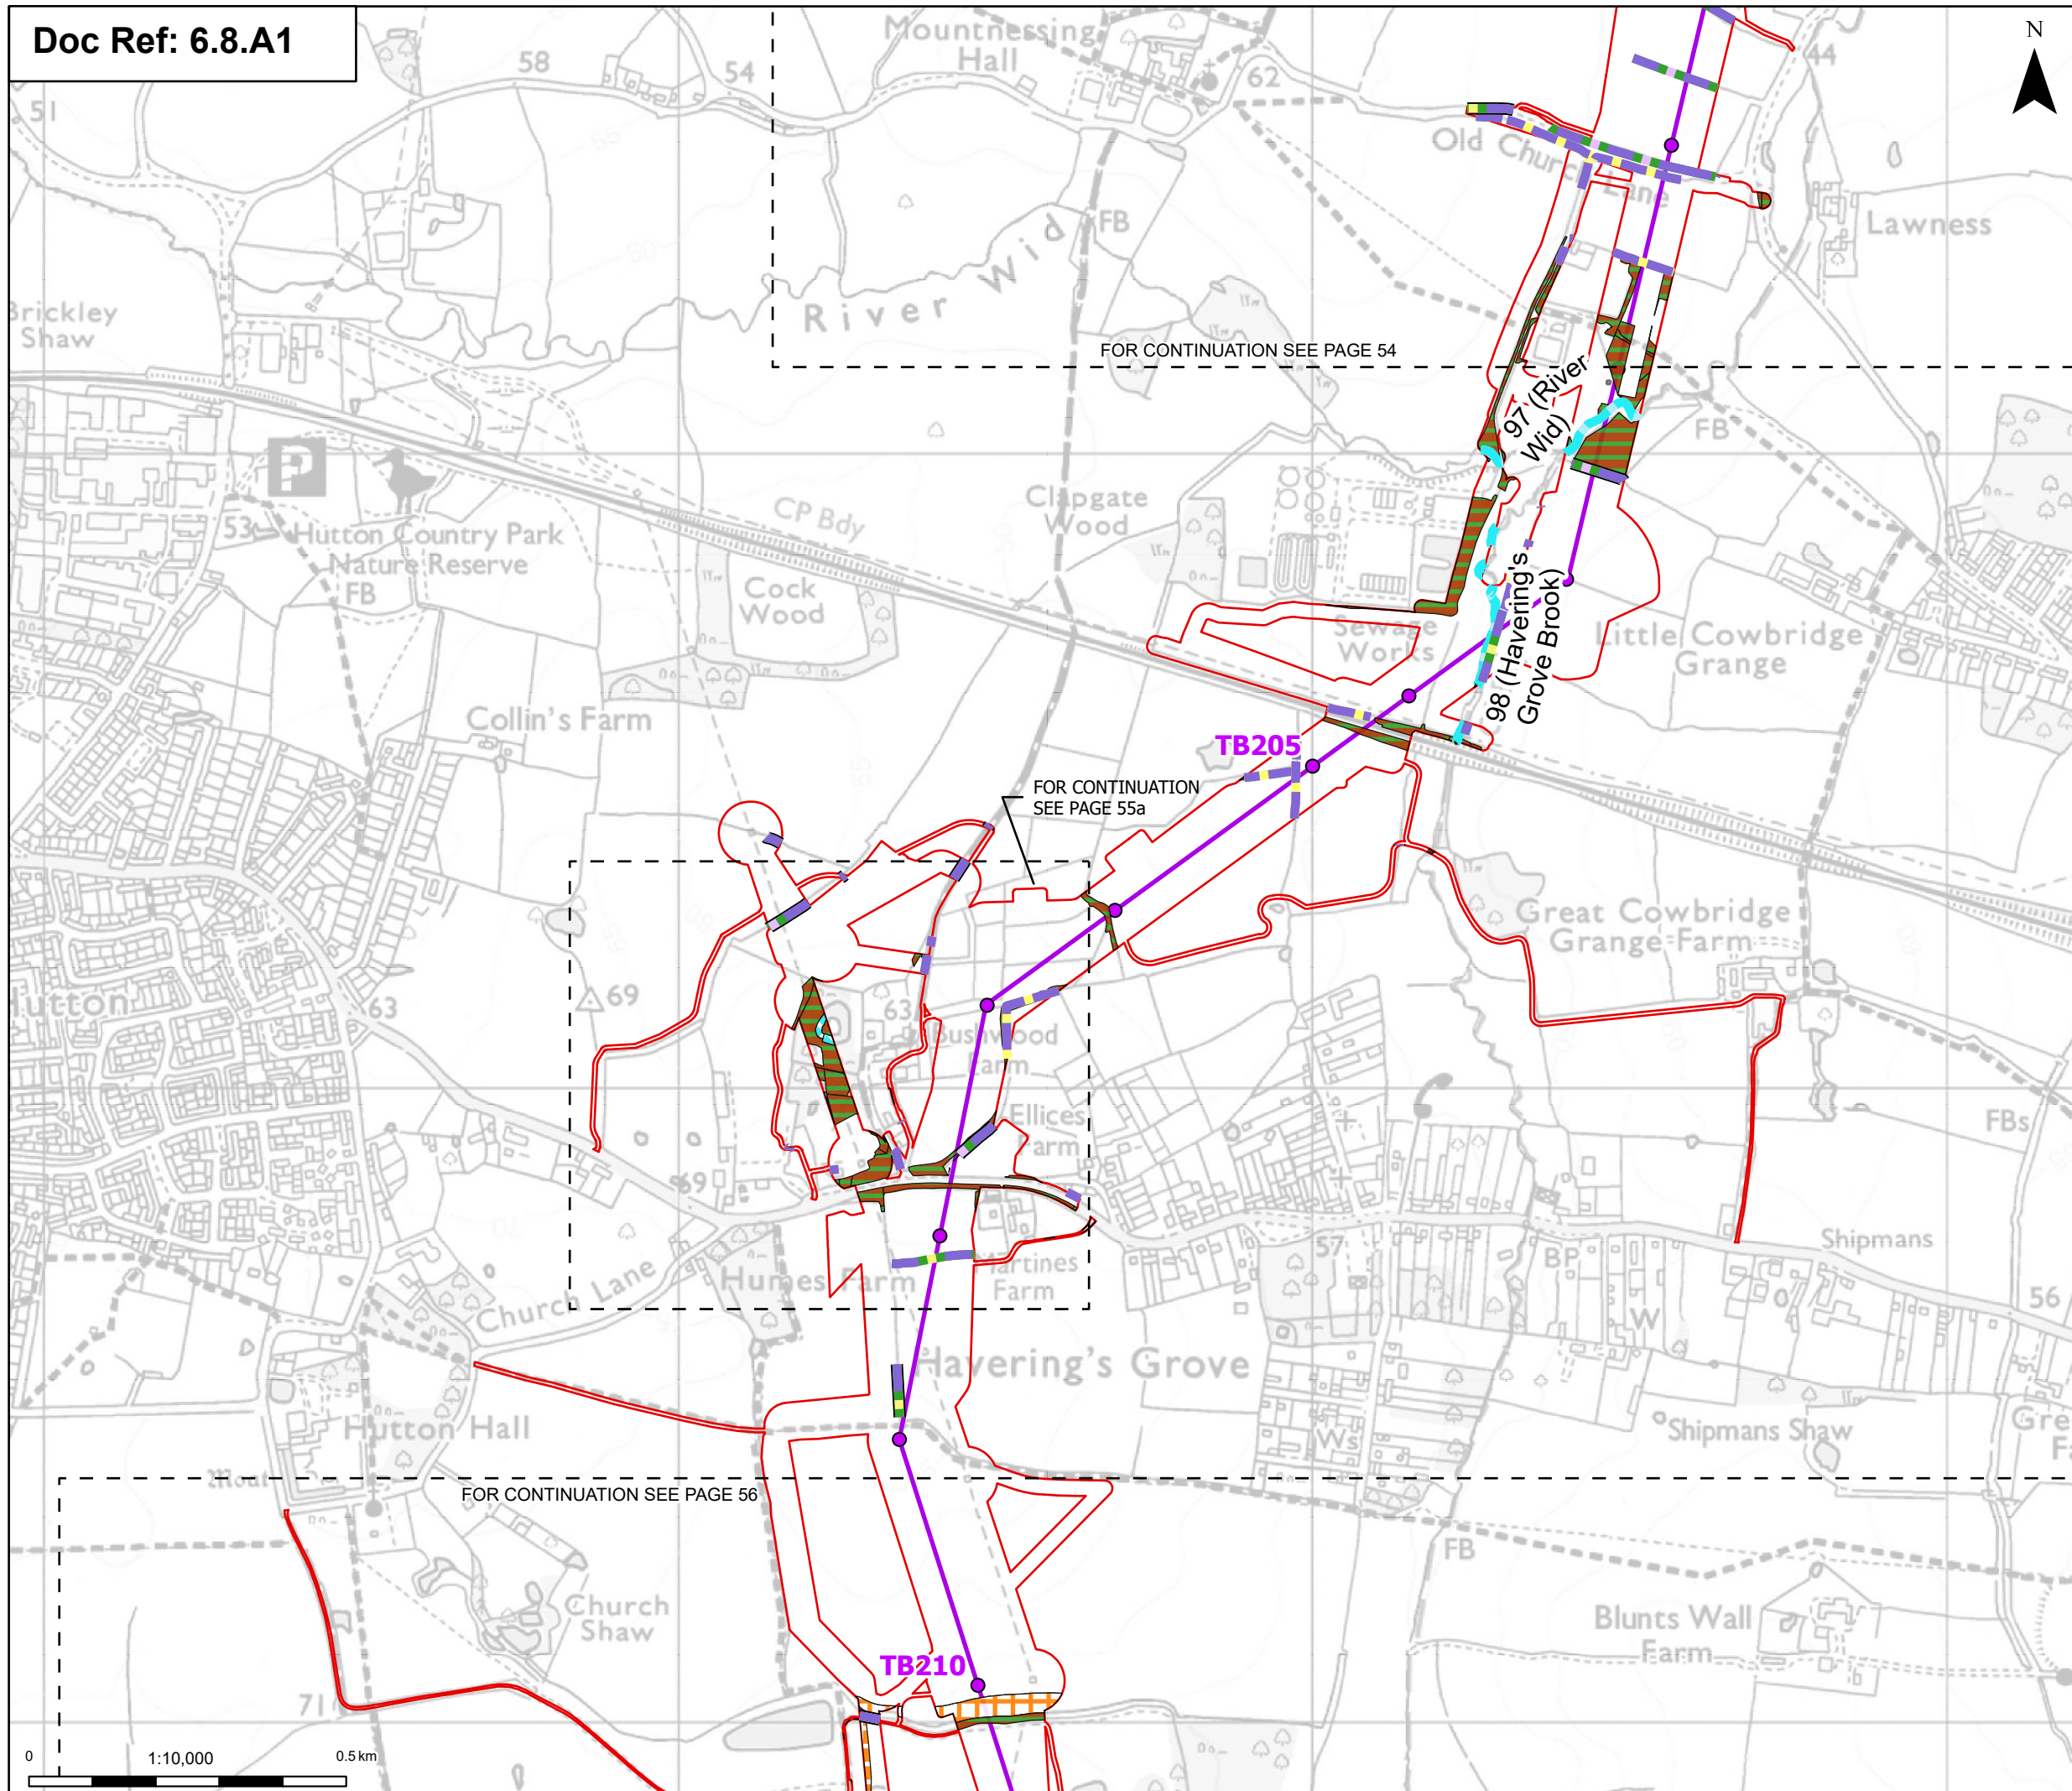 Doc Ref: 6.8.A1
N
Mountnessing
Hall
58
54
62
44
51
55
Old Church Lane
Lawness
FB
River Wid
50
Brickley
Shaw
FOR CONTINUATION SEE PAGE 54
97 (River
Wid)
FB
CP Bdy
Clapgate
Wood
53
Hutton Country Park
Nature Reserve
FB
Cock
Wood
Sewage
Works
98 (Havering's
Grove Brook)
Little Cowbridge
Grange
Collin's Farm
TB205
FOR CONTINUATION
SEE PAGE 55a
Great Cowbridge
Grange Farm
Hutton
63
69
63
Bushwood
Farm
Ellices
Farm
FBs
69
Shipmans
57
BP
56
Humes Farm
Martines
Farm
Church Lane
W
Havering's Grove
Hutton Hall
Ws
Shipmans Shaw
Gre
F
Moat
FOR CONTINUATION SEE PAGE 56
FB
Church
Shaw
Blunts Wall
Farm
TB210
71
0
1:10,000
0.5 km